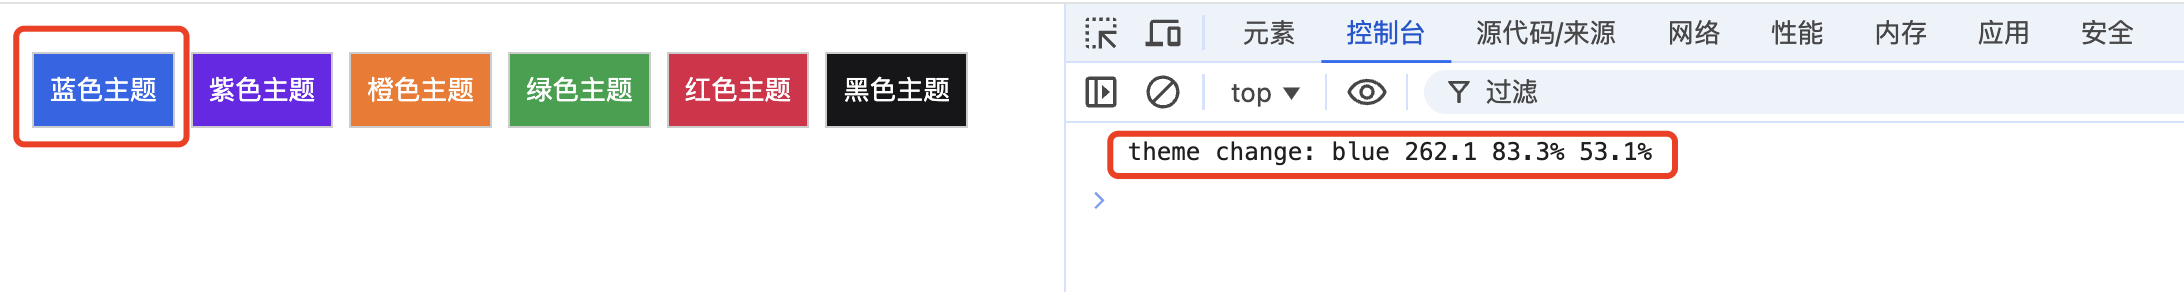 蓝色主题 紫色主题 橙色主题 绿色主题 红色主题 黑色主题
元素 控制台 源代码/来源 网络 性能 内存 应用 安全
top ▼ 过滤
theme change: blue 262.1 83.3% 53.1%